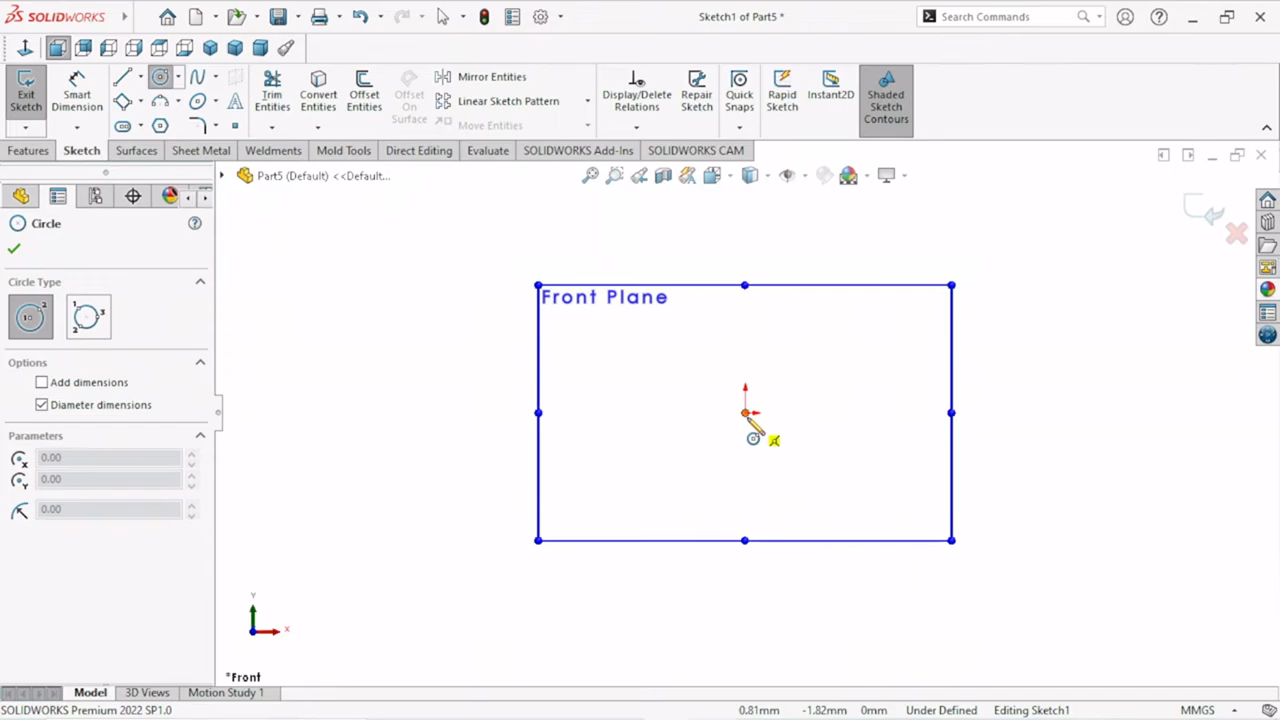 SOLIDWORKS
Sketch1 of Part5 *
Search Commands
Exit Sketch
Smart Dimension
Trim Entities
Convert Entities
Offset Entities
Offset On Surface
Mirror Entities
Linear Sketch Pattern
Move Entities
Display/Delete Relations
Repair Sketch
Quick Snaps
Rapid Sketch
Instant2D
Shaded Sketch Contours
Features
Sketch
Surfaces
Sheet Metal
Weldments
Mold Tools
Direct Editing
Evaluate
SOLIDWORKS Add-Ins
SOLIDWORKS CAM
Part5 (Default) <<Default...
Circle
Circle Type
Options
Add dimensions
Diameter dimensions
Parameters
0.00
0.00
0.00
Front Plane
Y
X
*Front
Model
3D Views
Motion Study 1
SOLIDWORKS Premium 2022 SP1.0
0.81mm
-1.82mm
0mm
Under Defined
Editing Sketch1
MMGS